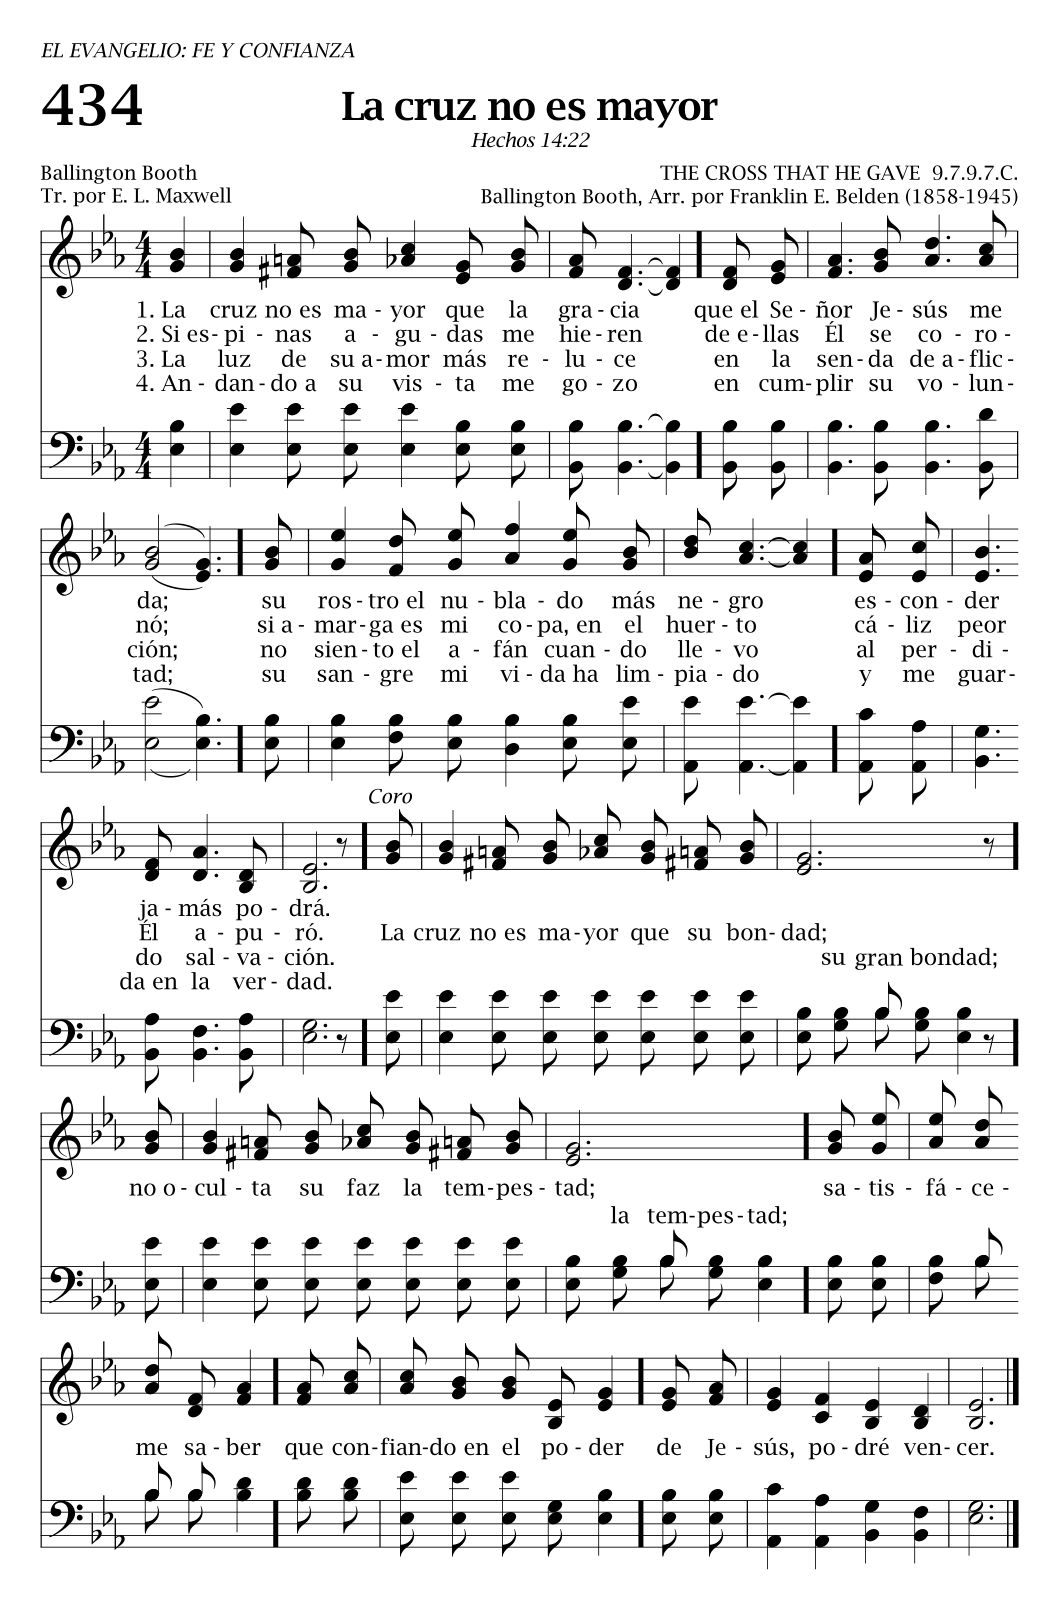 EL EVANGELIO: FE Y CONFIANZA
434
La cruz no es mayor
Hechos 14:22
Ballington Booth
THE CROSS THAT HE GAVE 9.7.9.7.C.
Tr. por E. L. Maxwell
Ballington Booth, Arr. por Franklin E. Belden (1858-1945)
1. La cruz no es ma - yor que la gra - cia que el Se - ñor Je - sús me
2. Si es - pi - nas a - gu - das me hie - ren de e - llas Él se co - ro -
3. La luz de su a - mor más re - lu - ce en la sen - da de a - flic -
4. An - dan - do a su vis - ta me go - zo en cum - plir su vo - lun -
da; su ros - tro el nu - bla - do más ne - gro es - con - der
nó; si a - mar - ga es mi co - pa, en el huer - to cá - liz peor
ción; no sien - to el a - fán cuan - do lle - vo al per - di -
tad; su san - gre mi vi - da ha lim - pia - do y me guar -
Coro
ja - más po - drá.
Él a - pu - ró. La cruz no es ma - yor que su bon - dad;
do sal - va - ción. su gran bondad;
da en la ver - dad.
no o - cul - ta su faz la tem - pes - tad; sa - tis - fá - ce -
la tem - pes - tad;
me sa - ber que con - fian - do en el po - der de Je - sús, po - dré ven - cer.